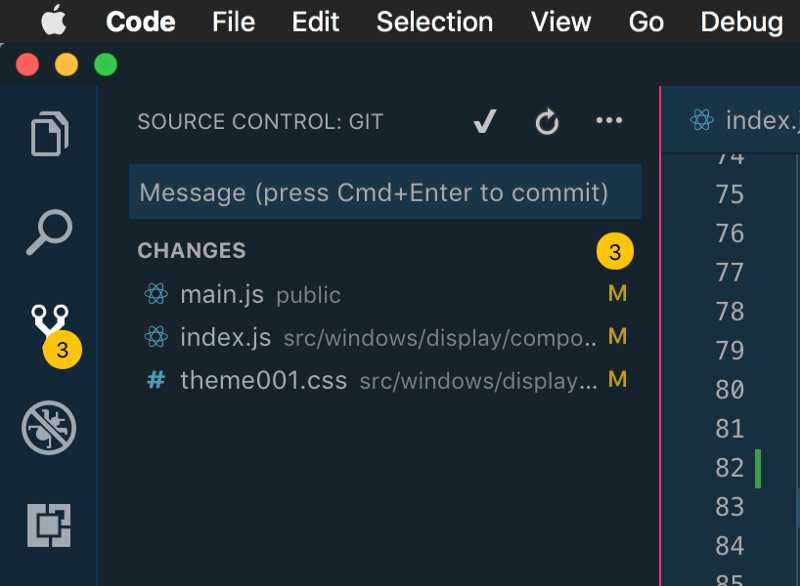 Code File Edit Selection View Go Debug
SOURCE CONTROL: GIT
Message (press Cmd+Enter to commit)
CHANGES 3
main.js public M
index.js src/windows/display/compo.. M
# theme001.css src/windows/display... M
3
index.j
74
75
76
77
78
79
80
81
82
83
84
85